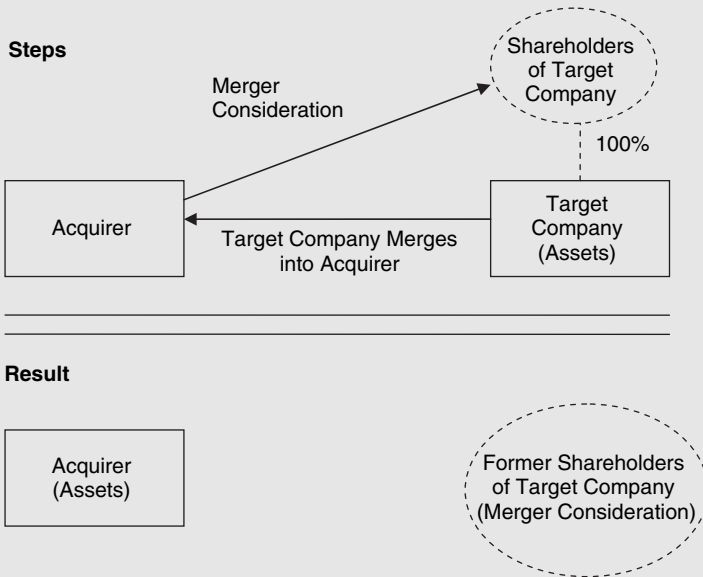 Steps
Shareholders
of Target
Company
Merger
Consideration
100%
Acquirer
Target Company Merges
into Acquirer
Target
Company
(Assets)
Result
Acquirer
(Assets)
Former Shareholders
of Target Company
(Merger Consideration)